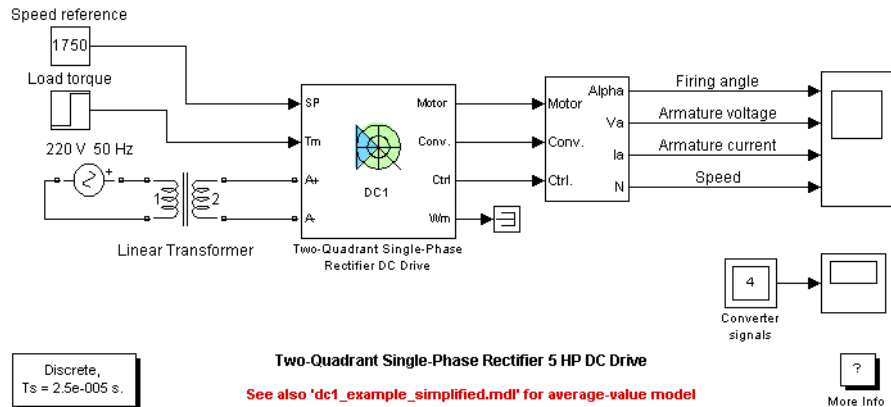 Speed reference
1750
Load torque
220 V 50 Hz
+
1 2
Linear Transformer
SP
Tm
A+
A-
Motor
Conv.
Ctrl
Wm
DC1
Two-Quadrant Single-Phase
Rectifier DC Drive
Motor
Conv.
Ctrl.
Alpha
Va
Ia
N
Firing angle
Armature voltage
Armature current
Speed
4
Converter
signals
Discrete,
Ts = 2.5e-005 s.
Two-Quadrant Single-Phase Rectifier 5 HP DC Drive
See also 'dc1_example_simplified.mdl' for average-value model
?
More Info